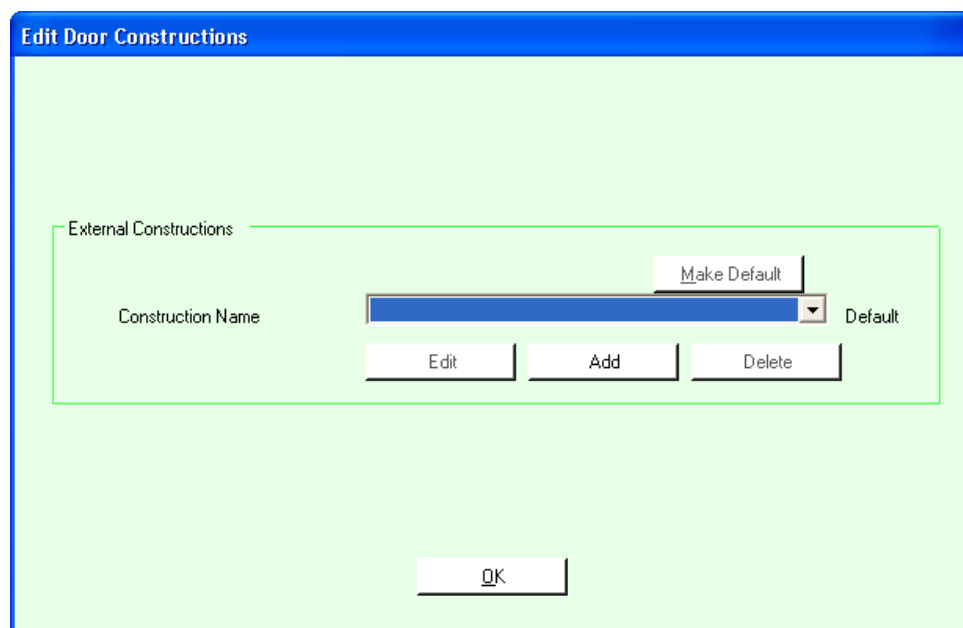 Edit Door Constructions
External Constructions
Make Default
Construction Name
Default
Edit
Add
Delete
OK